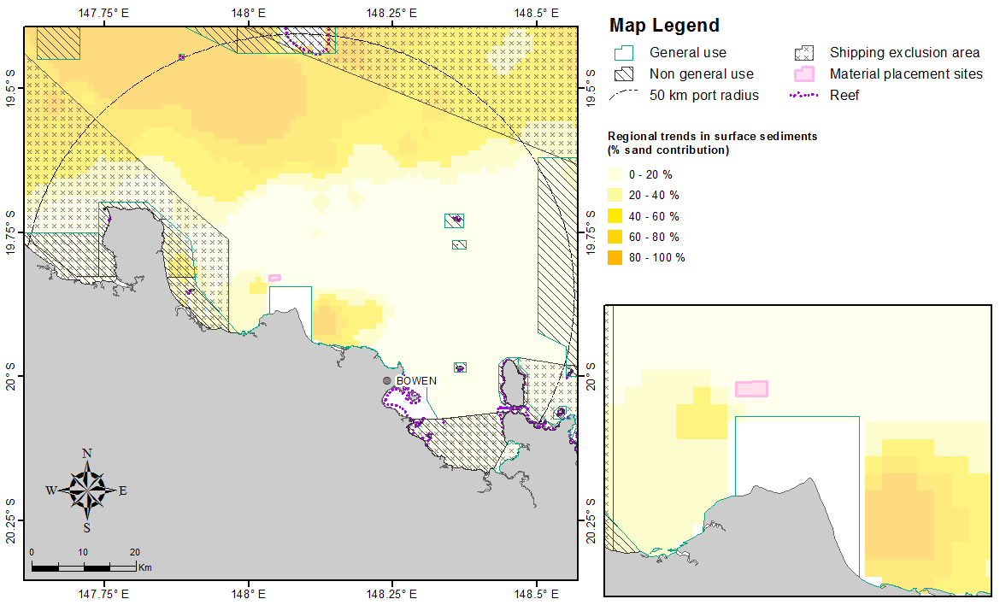 147.75° E 148° E 148.25° E 148.5° E
Map Legend
General use
Non general use
50 km port radius
Shipping exclusion area
Material placement sites
Reef
Regional trends in surface sediments
(% sand contribution)
0 - 20 %
20 - 40 %
40 - 60 %
60 - 80 %
80 - 100 %
19.5° S
19.75° S
20° S
20.25° S
19.5° S
19.75° S
20° S
20.25° S
BOWEN
N
W E
S
0 10 20
Km
147.75° E 148° E 148.25° E 148.5° E